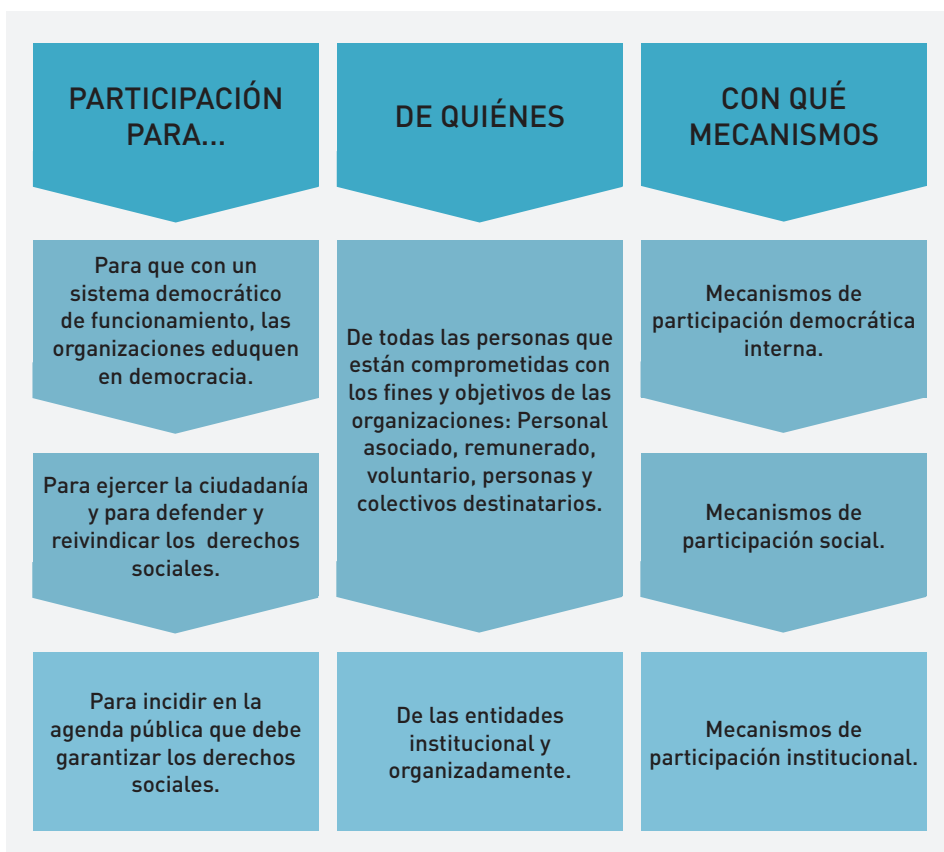 PARTICIPACIÓN
PARA...
DE QUIÉNES
CON QUÉ
MECANISMOS
Para que con un
sistema democrático
de funcionamiento, las
organizaciones eduquen
en democracia.
De todas las personas que
están comprometidas con
los fines y objetivos de las
organizaciones: Personal
asociado, remunerado,
voluntario, personas y
colectivos destinatarios.
Mecanismos de
participación democrática
interna.
Para ejercer la ciudadanía
y para defender y
reivindicar los derechos
sociales.
Mecanismos de
participación social.
Para incidir en la
agenda pública que debe
garantizar los derechos
sociales.
De las entidades
institucional y
organizadamente.
Mecanismos de
participación institucional.